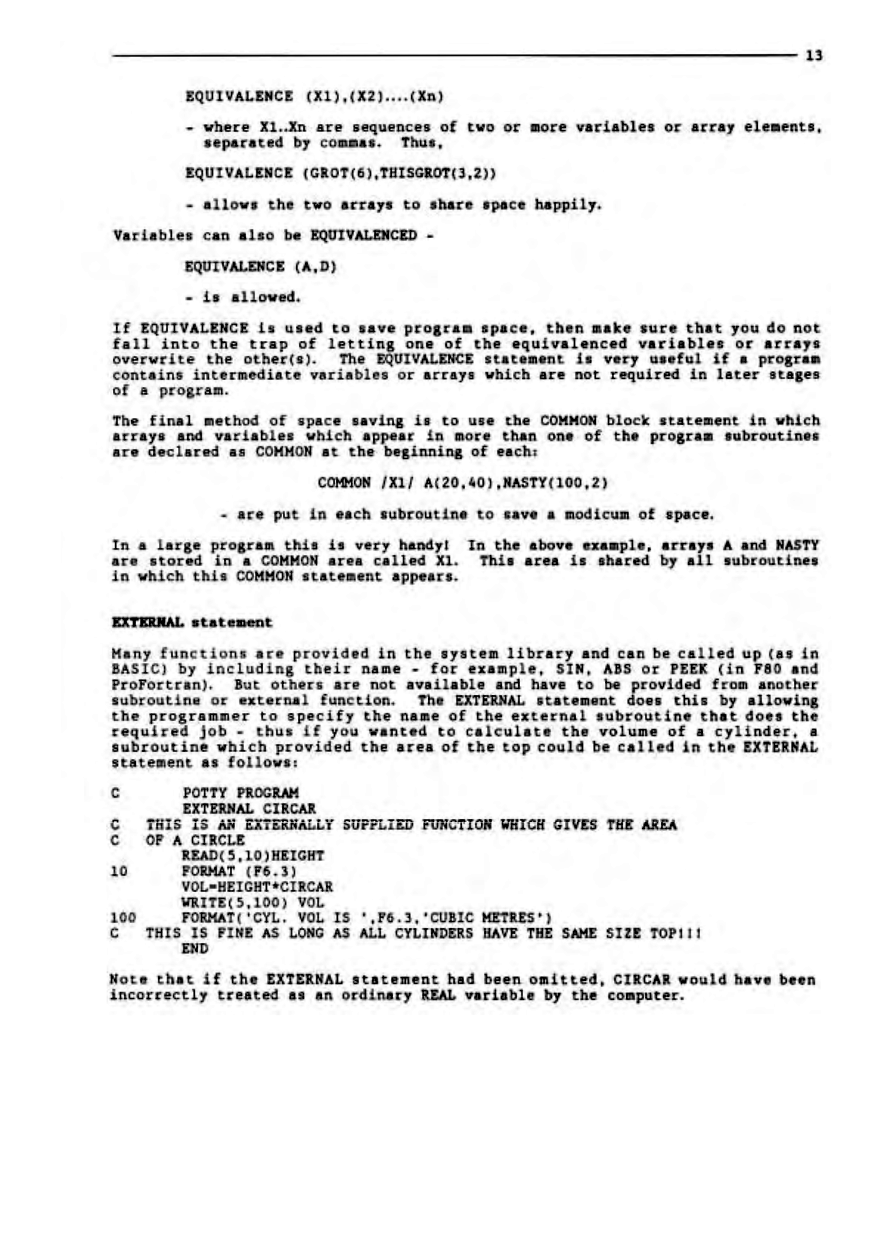 13
EQUIVALENCE (X1),(X2)....(Xn)
- where X1..Xn are sequences of two or more variables or array elements,
separated by commas. Thus,
EQUIVALENCE (GROT(6),THISGROT(3,2))
- allows the two arrays to share space happily.
Variables can also be EQUIVALENCED -
EQUIVALENCE (A,D)
- is allowed.
If EQUIVALENCE is used to save program space, then make sure that you do not
fall into the trap of letting one of the equivalenced variables or arrays
overwrite the other(s). The EQUIVALENCE statement is very useful if a program
contains intermediate variables or arrays which are not required in later stages
of a program.
The final method of space saving is to use the COMMON block statement in which
arrays and variables which appear in more than one of the program subroutines
are declared as COMMON at the beginning of each:
COMMON /X1/ A(20,40),NASTY(100,2)
- are put in each subroutine to save a modicum of space.
In a large program this is very handy! In the above example, arrays A and NASTY
are stored in a COMMON area called X1. This area is shared by all subroutines
in which this COMMON statement appears.
EXTERNAL statement
Many functions are provided in the system library and can be called up (as in
BASIC) by including their name - for example, SIN, ABS or PEEK (in F80 and
ProFortran). But others are not available and have to be provided from another
subroutine or external function. The EXTERNAL statement does this by allowing
the programmer to specify the name of the external subroutine that does the
required job - thus if you wanted to calculate the volume of a cylinder, a
subroutine which provided the area of the top could be called in the EXTERNAL
statement as follows:
C POTTY PROGRAM
EXTERNAL CIRCAR
C THIS IS AN EXTERNALLY SUPPLIED FUNCTION WHICH GIVES THE AREA
C OF A CIRCLE
READ(5,10)HEIGHT
10 FORMAT (F6.3)
VOL=HEIGHT*CIRCAR
WRITE(5,100) VOL
100 FORMAT('CYL. VOL IS ',F6.3,'CUBIC METRES')
C THIS IS FINE AS LONG AS ALL CYLINDERS HAVE THE SAME SIZE TOP!!!
END
Note that if the EXTERNAL statement had been omitted, CIRCAR would have been
incorrectly treated as an ordinary REAL variable by the computer.